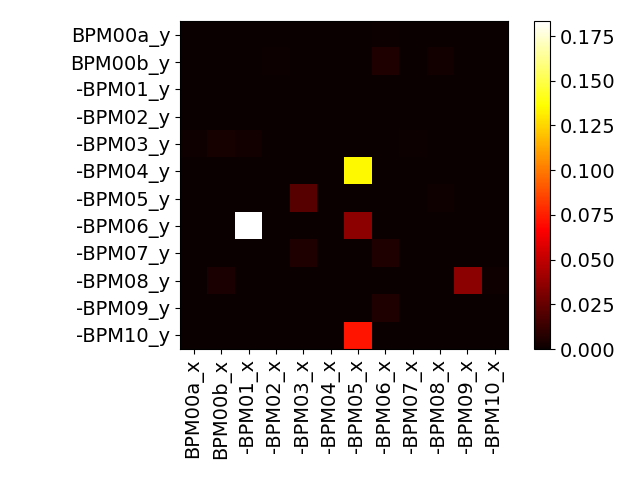 BPM00a_y
BPM00b_y
-BPM01_y
-BPM02_y
-BPM03_y
-BPM04_y
-BPM05_y
-BPM06_y
-BPM07_y
-BPM08_y
-BPM09_y
-BPM10_y
BPM00a_x
BPM00b_x
-BPM01_x
-BPM02_x
-BPM03_x
-BPM04_x
-BPM05_x
-BPM06_x
-BPM07_x
-BPM08_x
-BPM09_x
-BPM10_x
0.175
0.150
0.125
0.100
0.075
0.050
0.025
0.000